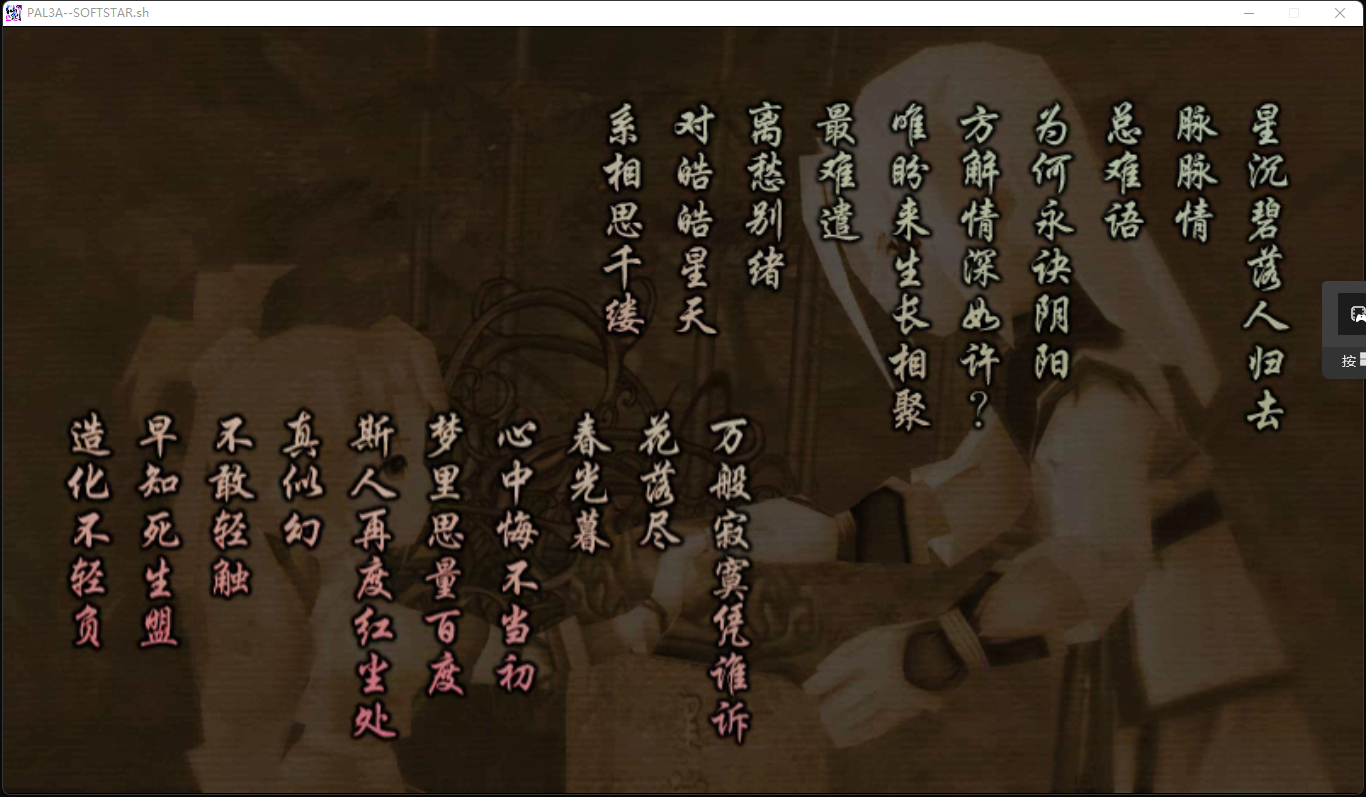 PAL3A--SOFTSTAR.sh
星沉碧落人归去
脉脉情
总难语
为何永诀阴阳
方解情深如许？
唯盼来生长相聚
最难遣
离愁别绪
对皓皓星天
系相思千缕
万般寂寞凭谁诉
花落尽
春光暮
心中悔不当初
梦里思量百度
斯人再度红尘处
真似幻
不敢轻触
早知死生盟
造化不轻负
按